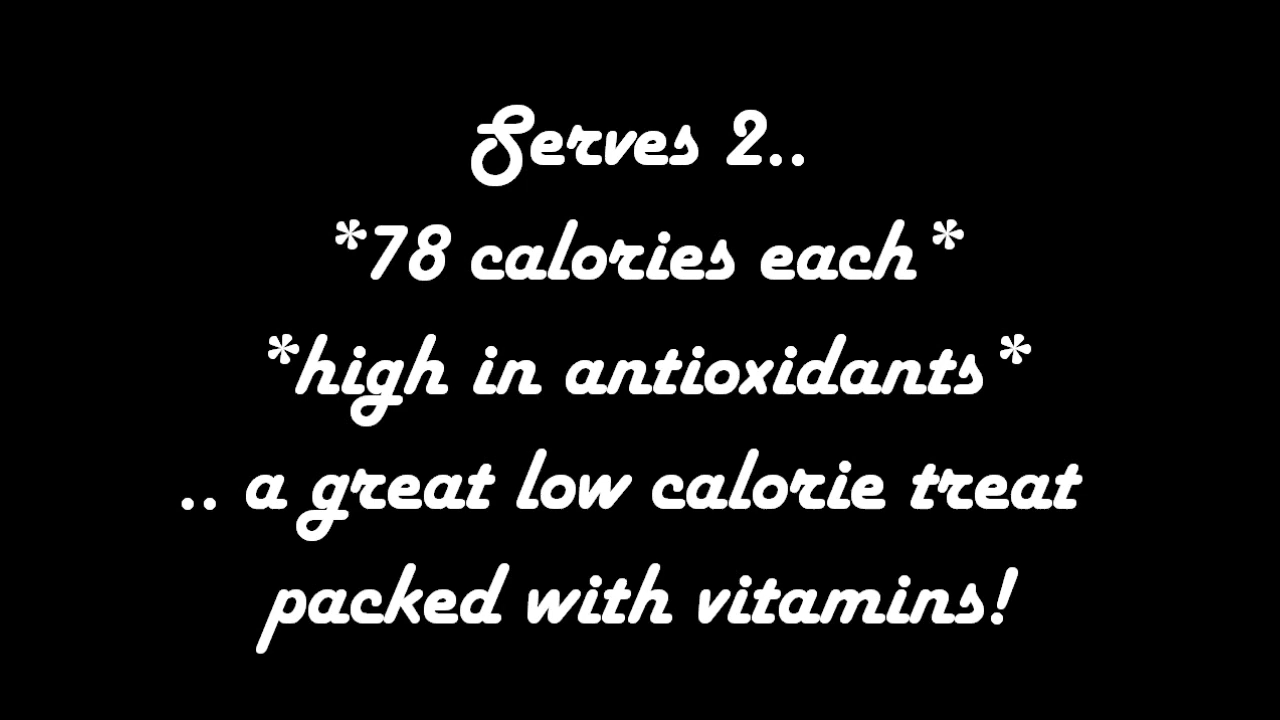 Serves 2..
*78 calories each*
*high in antioxidants*
.. a great low calorie treat
packed with vitamins!